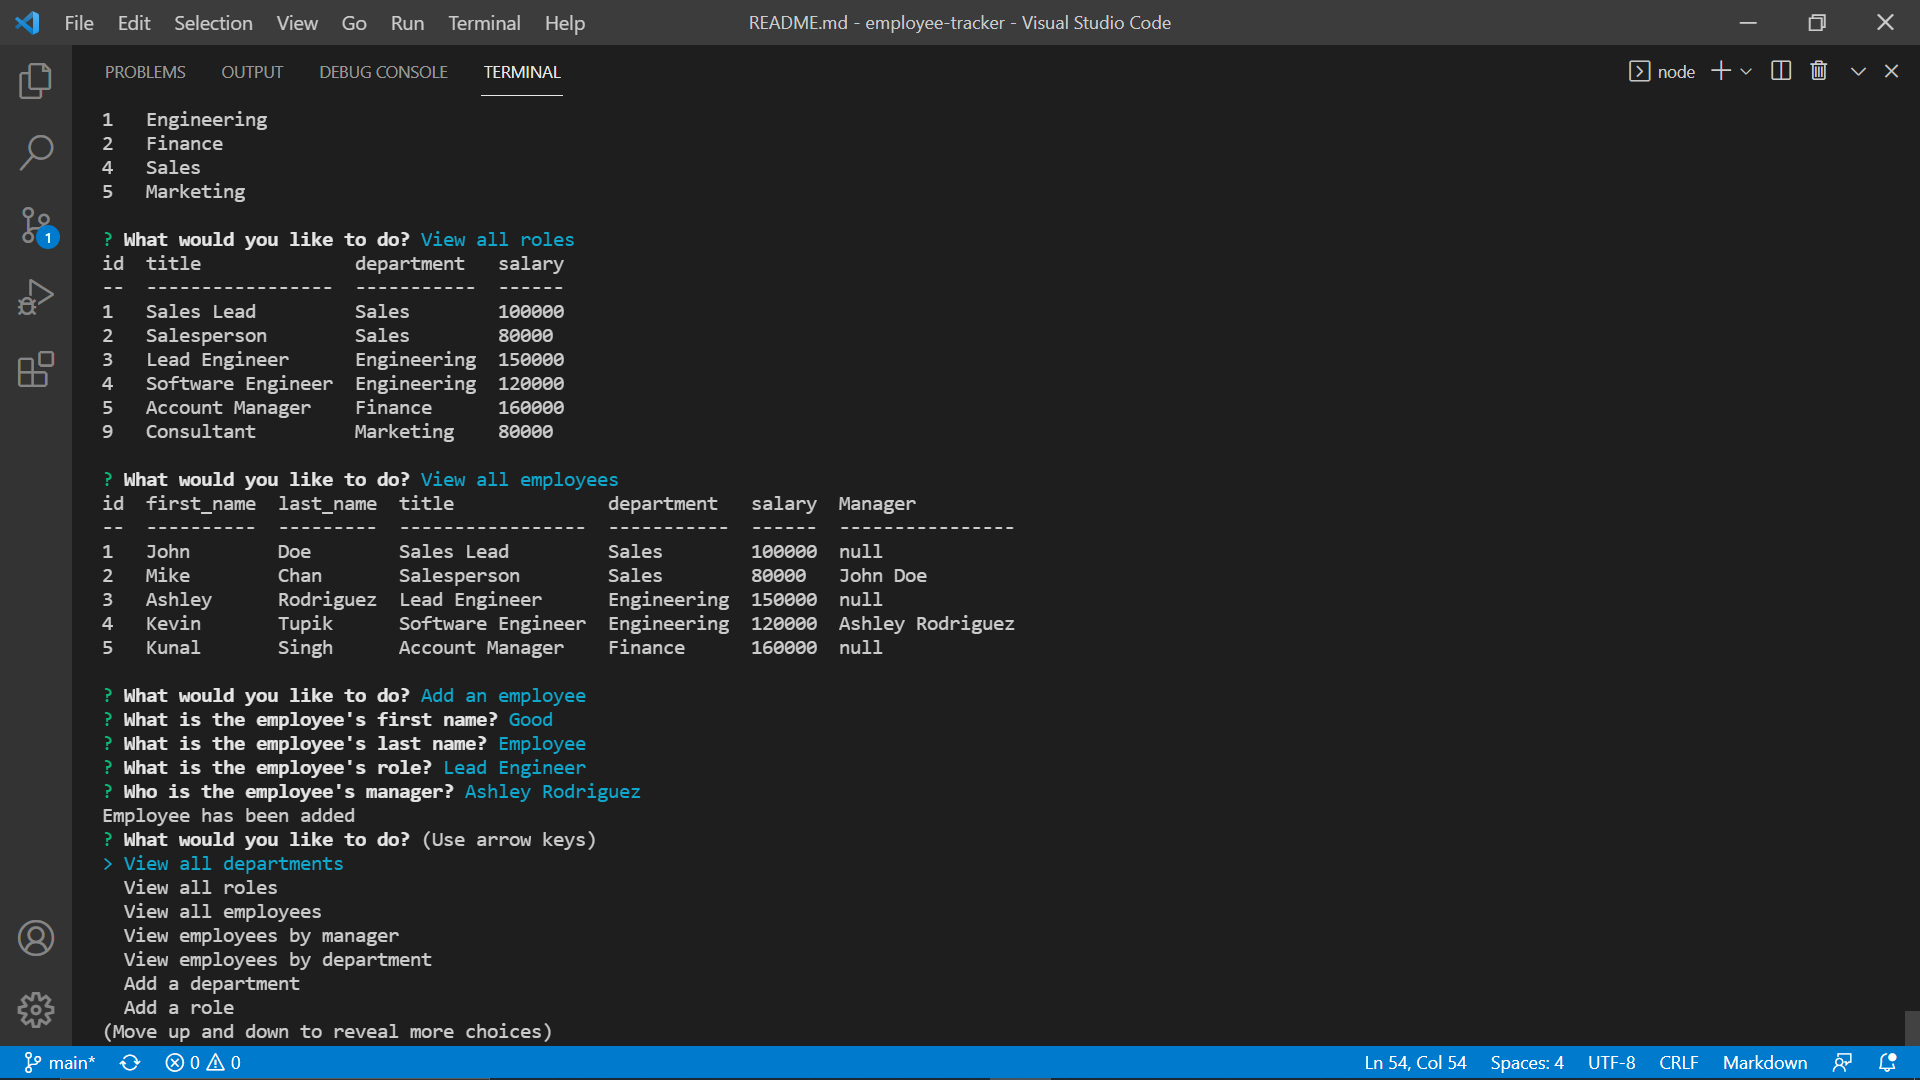 File Edit Selection View Go Run Terminal Help README.md - employee-tracker - Visual Studio Code
PROBLEMS OUTPUT DEBUG CONSOLE TERMINAL node
1   Engineering
2   Finance
4   Sales
5   Marketing
? What would you like to do? View all roles
id  title              department   salary
--  -----------------  -----------  ------
1   Sales Lead         Sales        100000
2   Salesperson        Sales        80000
3   Lead Engineer      Engineering  150000
4   Software Engineer  Engineering  120000
5   Account Manager    Finance      160000
9   Consultant         Marketing    80000
? What would you like to do? View all employees
id  first_name  last_name  title              department   salary  Manager
--  ----------  ---------  -----------------  -----------  ------  ----------------
1   John        Doe        Sales Lead         Sales        100000  null
2   Mike        Chan       Salesperson        Sales        80000   John Doe
3   Ashley      Rodriguez  Lead Engineer      Engineering  150000  null
4   Kevin       Tupik      Software Engineer  Engineering  120000  Ashley Rodriguez
5   Kunal       Singh      Account Manager    Finance      160000  null
? What would you like to do? Add an employee
? What is the employee's first name? Good
? What is the employee's last name? Employee
? What is the employee's role? Lead Engineer
? Who is the employee's manager? Ashley Rodriguez
Employee has been added
? What would you like to do? (Use arrow keys)
> View all departments
  View all roles
  View all employees
  View employees by manager
  View employees by department
  Add a department
  Add a role
(Move up and down to reveal more choices)
1
main* 0 0 Ln 54, Col 54 Spaces: 4 UTF-8 CRLF Markdown